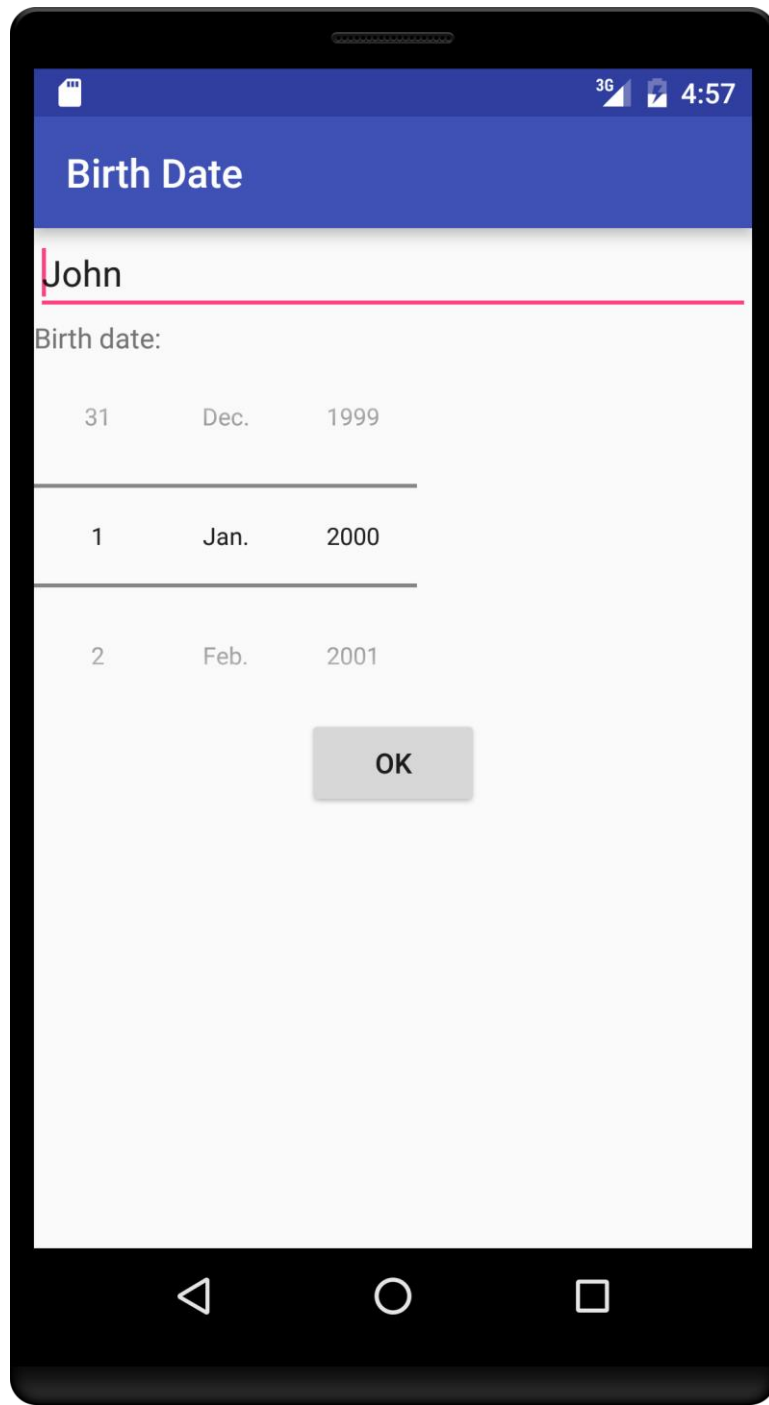 3G 4:57
Birth Date
John
Birth date:
31 Dec. 1999
1 Jan. 2000
2 Feb. 2001
OK